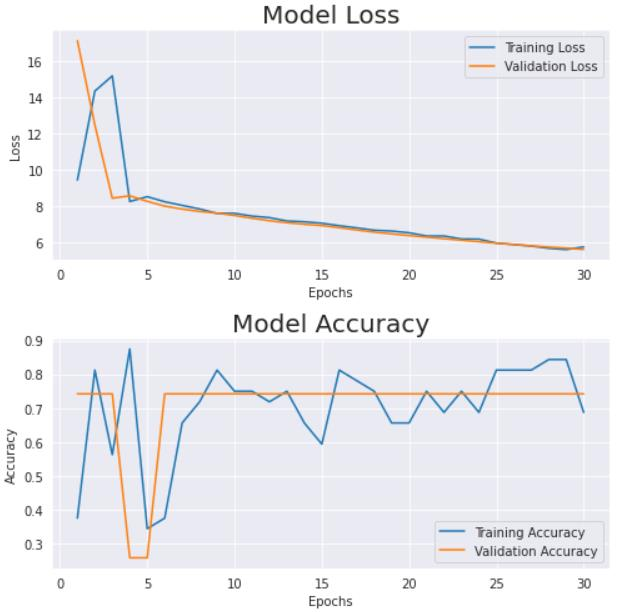 Model Loss
Training Loss
Validation Loss
Loss
16
14
12
10
8
6
0 5 10 15 20 25 30
Epochs
Model Accuracy
Accuracy
0.9
0.8
0.7
0.6
0.5
0.4
0.3
Training Accuracy
Validation Accuracy
0 5 10 15 20 25 30
Epochs